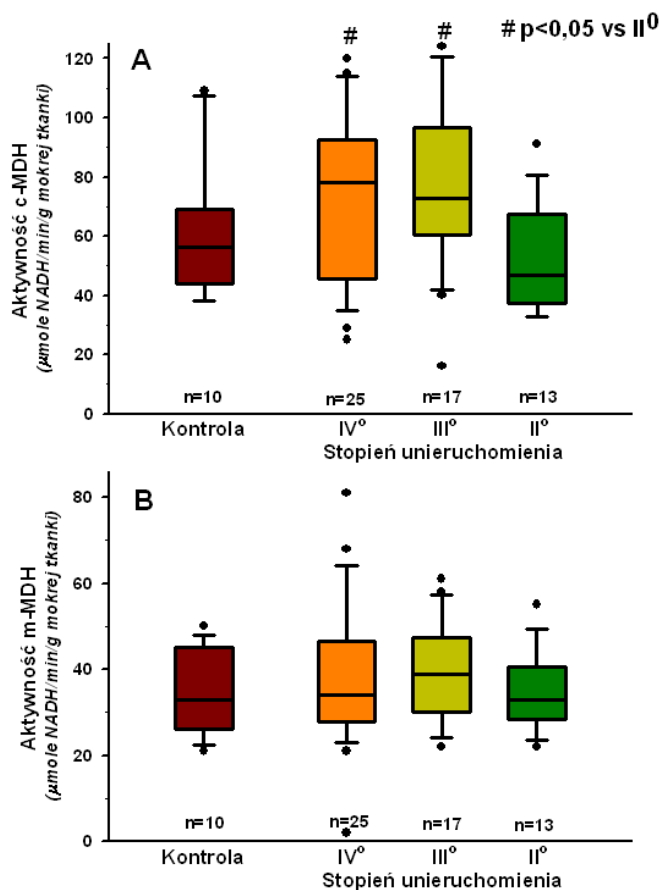 A
#
#
# p<0,05 vs II⁰
Aktywność c-MDH
(µmole NADH/min/g mokrej tkanki)
120
100
80
60
40
20
0
n=10
n=25
n=17
n=13
Kontrola
IV°
III°
II°
Stopień unieruchomienia
B
Aktywność m-MDH
(µmole NADH/min/g mokrej tkanki)
80
60
40
20
0
n=10
n=25
n=17
n=13
Kontrola
IV°
III°
II°
Stopień unieruchomienia